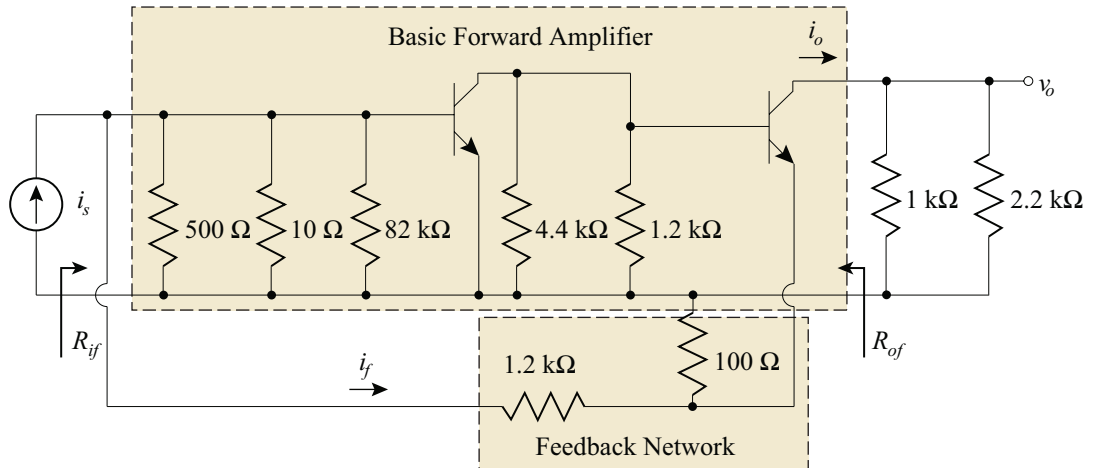 Basic Forward Amplifier
i_o
v_o
i_s
500 Ω
10 Ω
82 kΩ
4.4 kΩ
1.2 kΩ
1 kΩ
2.2 kΩ
R_if
R_of
i_f
1.2 kΩ
100 Ω
Feedback Network